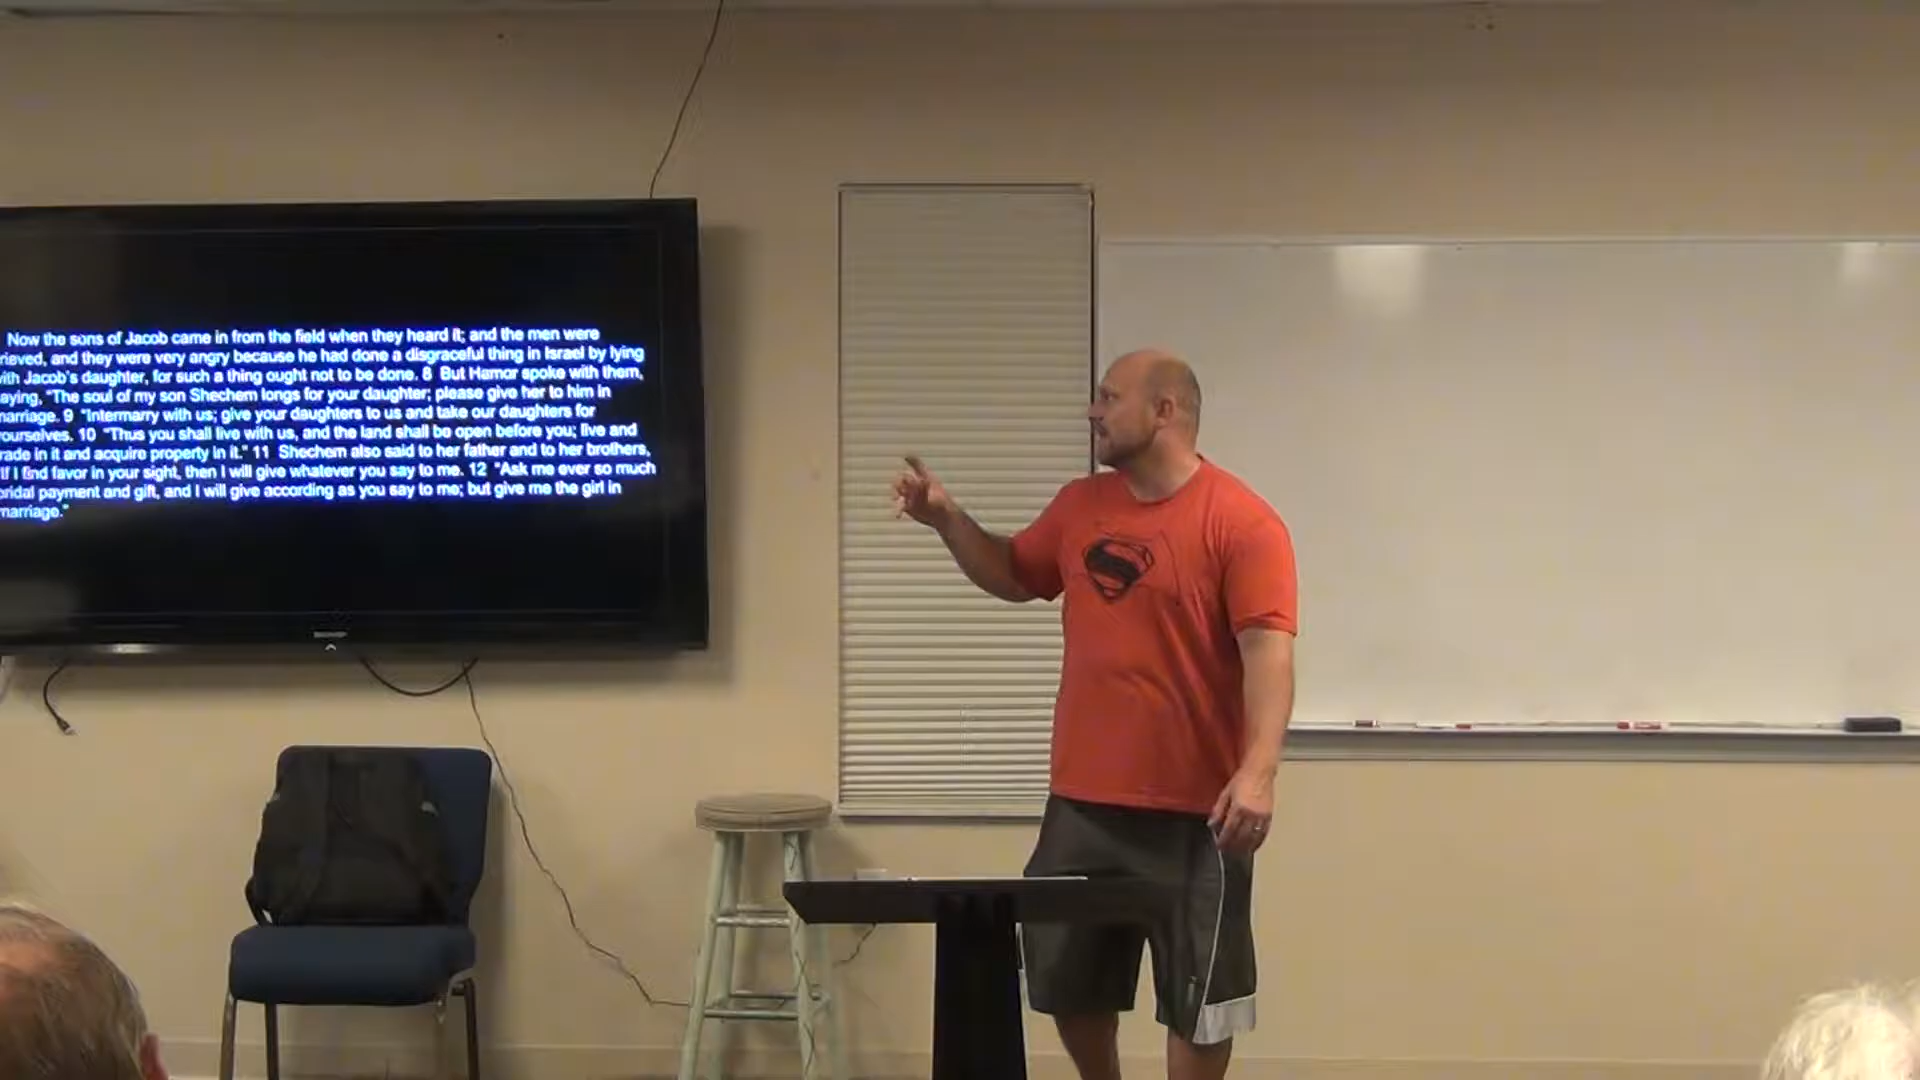 Now the sons of Jacob came in from the field when they heard it; and the men were
rieved, and they were very angry because he had done a disgraceful thing in Israel by lying
ith Jacob's daughter, for such a thing ought not to be done. 8 But Hamor spoke with them,
aying, "The soul of my son Shechem longs for your daughter; please give her to him in
narriage. 9 "Intermarry with us; give your daughters to us and take our daughters for
ourselves. 10 "Thus you shall live with us, and the land shall be open before you; live and
rade in it and acquire property in it." 11 Shechem also said to her father and to her brothers,
"If I find favor in your sight, then I will give whatever you say to me. 12 "Ask me ever so much
oridal payment and gift, and I will give according as you say to me; but give me the girl in
marriage."